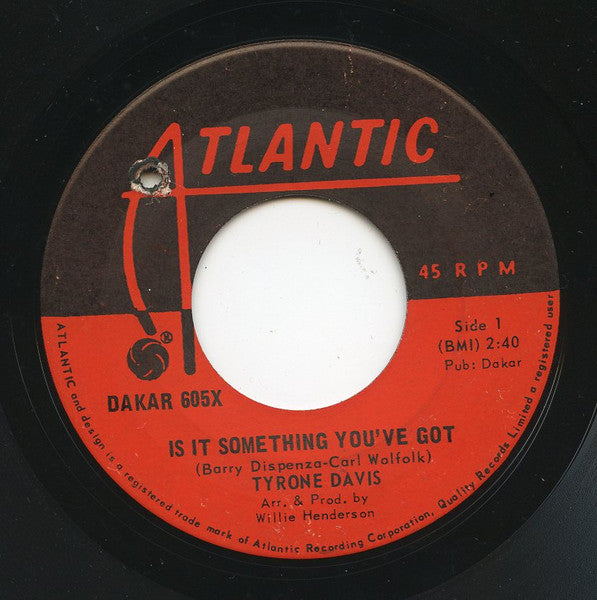 ATLANTIC
45 RPM
Side 1
(BMI) 2:40
Pub: Dakar
®
DAKAR 605X
IS IT SOMETHING YOU'VE GOT
(Barry Dispenza-Carl Wolfolk)
TYRONE DAVIS
Arr. & Prod. by
Willie Henderson
ATLANTIC and design is a registered trade mark of Atlantic Recording Corporation, Quality Records Limited a registered user